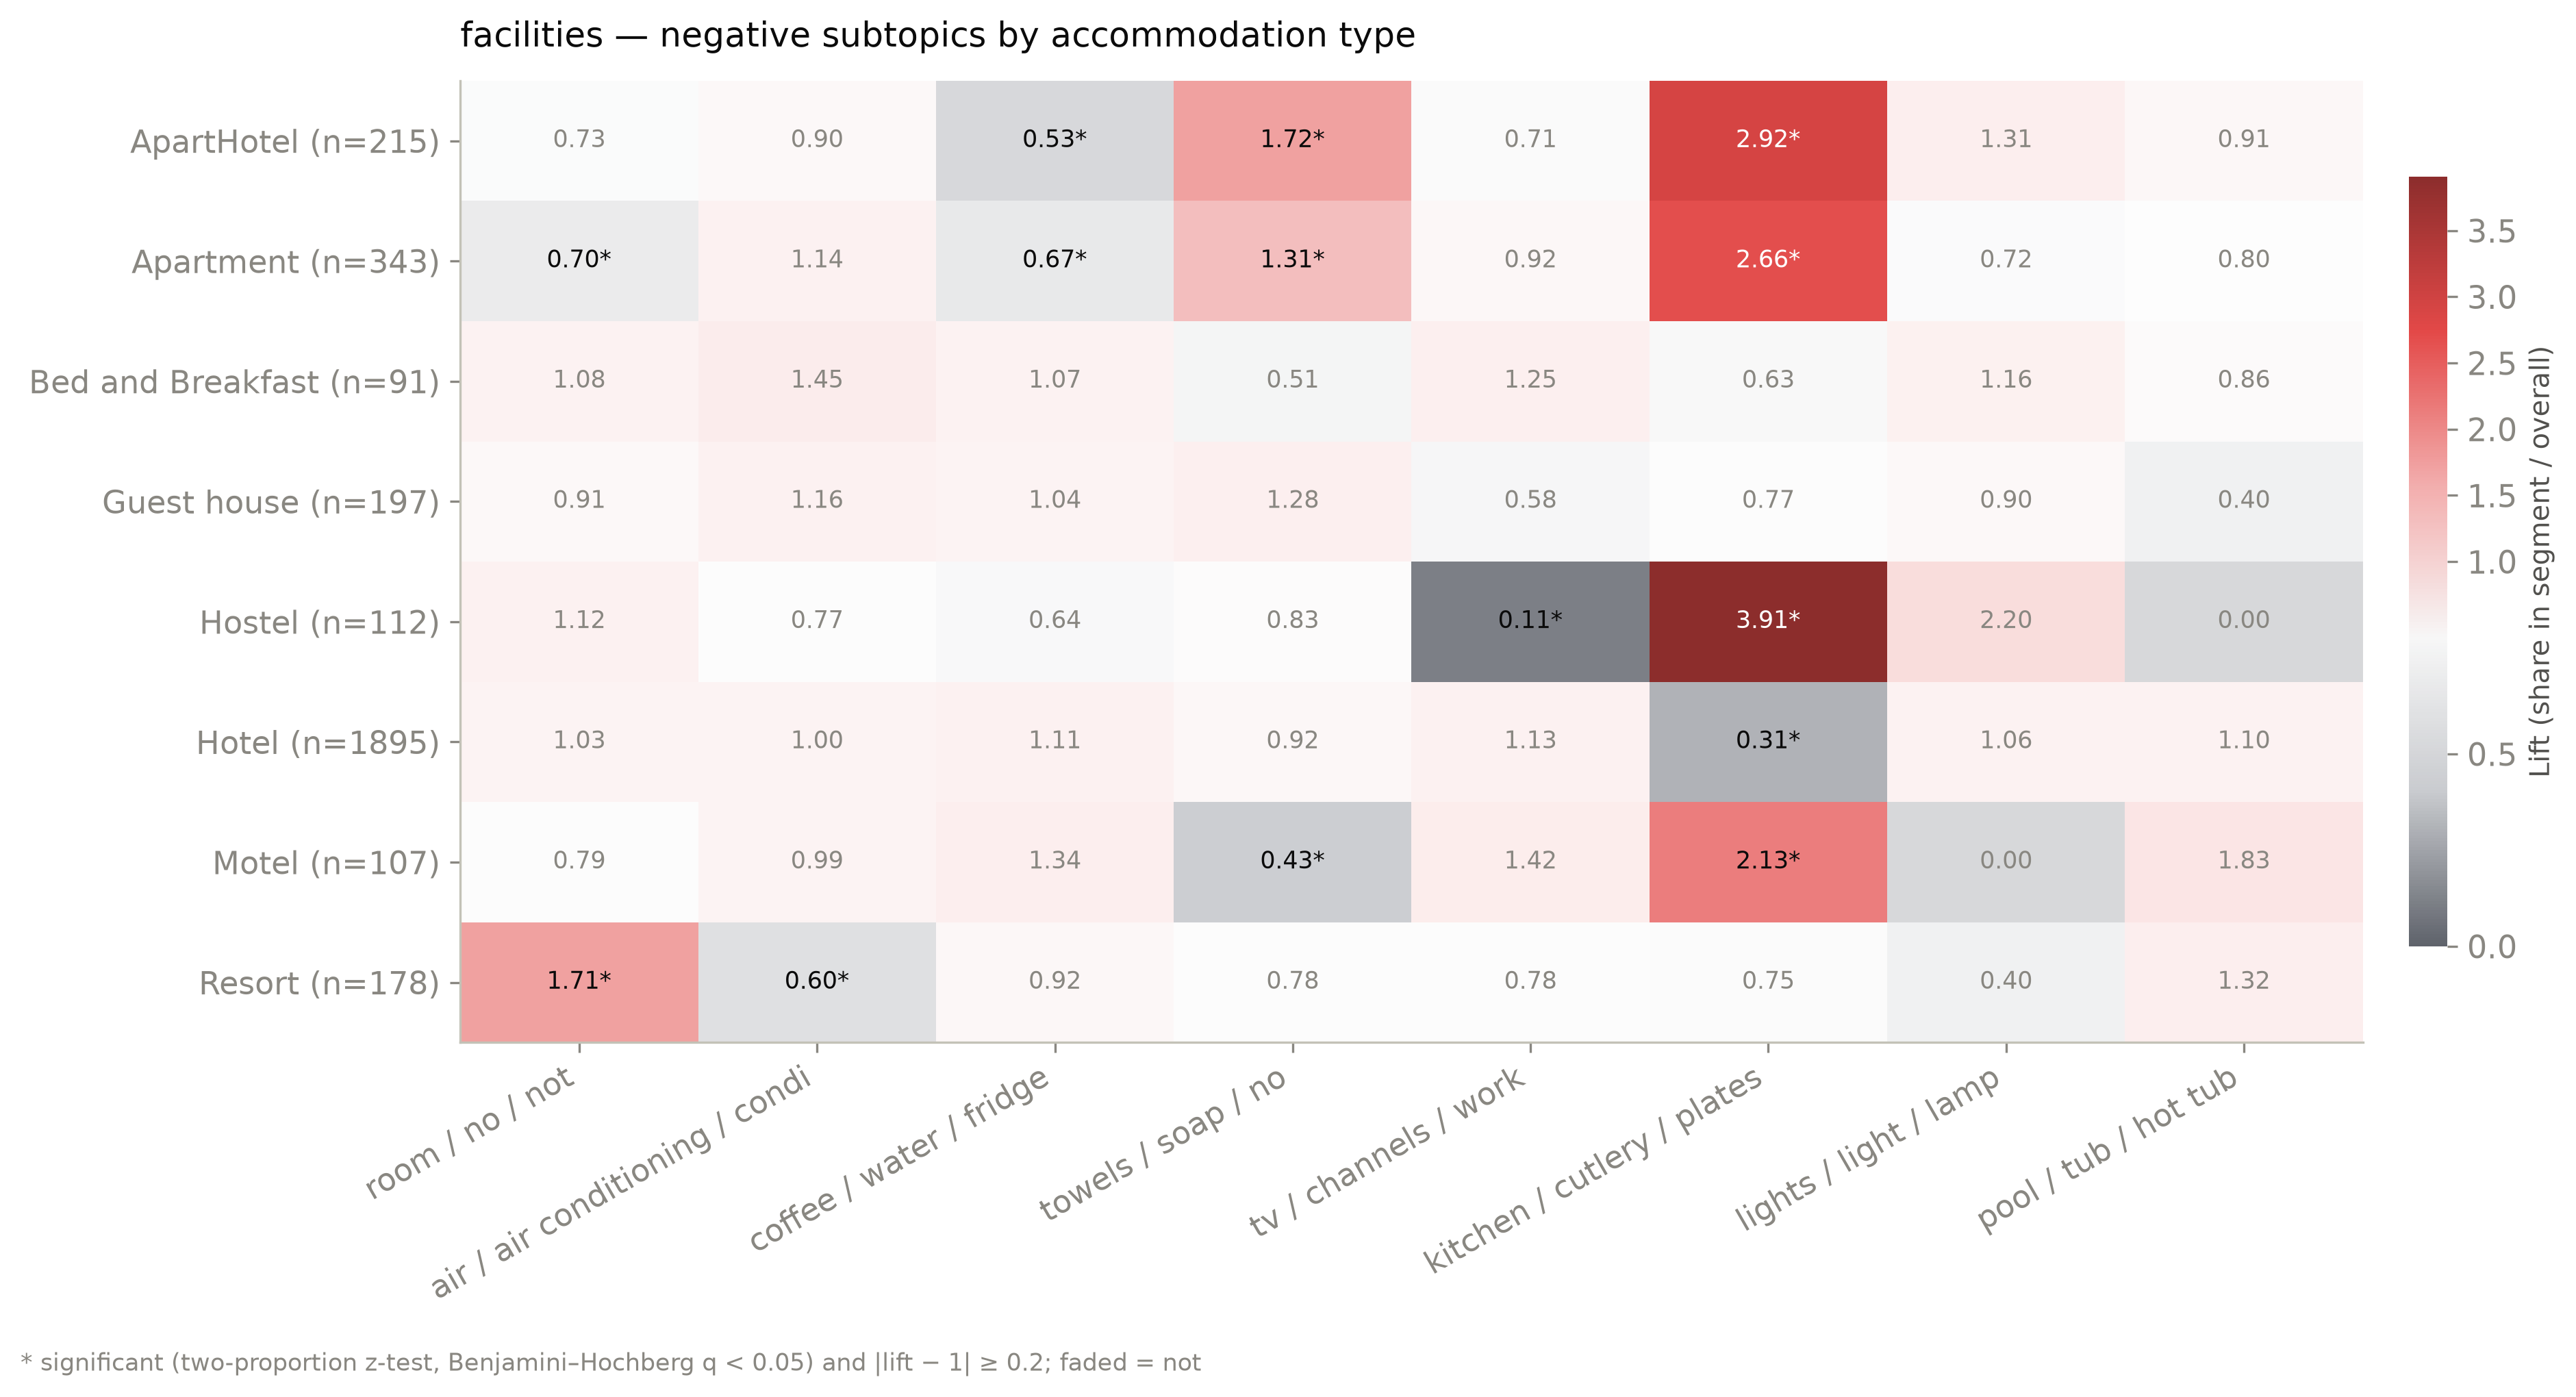 facilities — negative subtopics by accommodation type
ApartHotel (n=215) 0.73 0.90 0.53* 1.72* 0.71 2.92* 1.31 0.91
Apartment (n=343) 0.70* 1.14 0.67* 1.31* 0.92 2.66* 0.72 0.80
Bed and Breakfast (n=91) 1.08 1.45 1.07 0.51 1.25 0.63 1.16 0.86
Guest house (n=197) 0.91 1.16 1.04 1.28 0.58 0.77 0.90 0.40
Hostel (n=112) 1.12 0.77 0.64 0.83 0.11* 3.91* 2.20 0.00
Hotel (n=1895) 1.03 1.00 1.11 0.92 1.13 0.31* 1.06 1.10
Motel (n=107) 0.79 0.99 1.34 0.43* 1.42 2.13* 0.00 1.83
Resort (n=178) 1.71* 0.60* 0.92 0.78 0.78 0.75 0.40 1.32
room / no / not
air / air conditioning / condi
coffee / water / fridge
towels / soap / no
tv / channels / work
kitchen / cutlery / plates
lights / light / lamp
pool / tub / hot tub
3.5
3.0
2.5
2.0
1.5
1.0
0.5
0.0
Lift (share in segment / overall)
* significant (two-proportion z-test, Benjamini–Hochberg q < 0.05) and |lift − 1| ≥ 0.2; faded = not